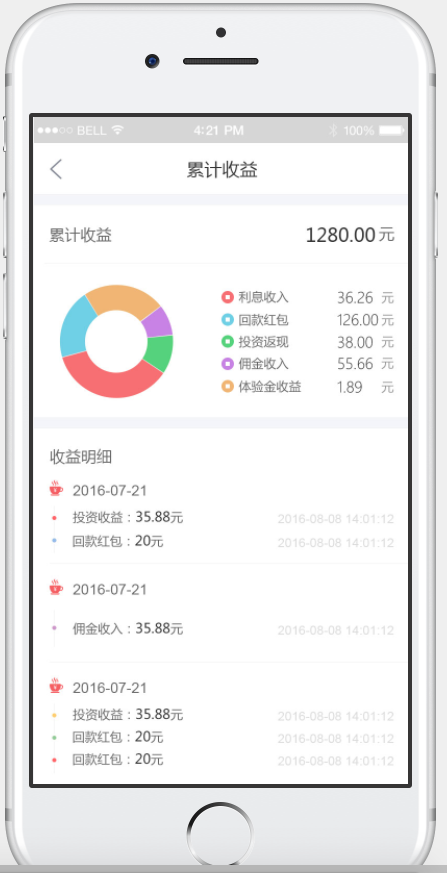 BELL 4:21 PM 100%
累计收益
累计收益 1280.00 元
利息收入 36.26 元
回款红包 126.00 元
投资返现 38.00 元
佣金收入 55.66 元
体验金收益 1.89 元
收益明细
2016-07-21
投资收益：35.88元 2016-08-08 14:01:12
回款红包：20元 2016-08-08 14:01:12
2016-07-21
佣金收入：35.88元 2016-08-08 14:01:12
2016-07-21
投资收益：35.88元 2016-08-08 14:01:12
回款红包：20元 2016-08-08 14:01:12
回款红包：20元 2016-08-08 14:01:12